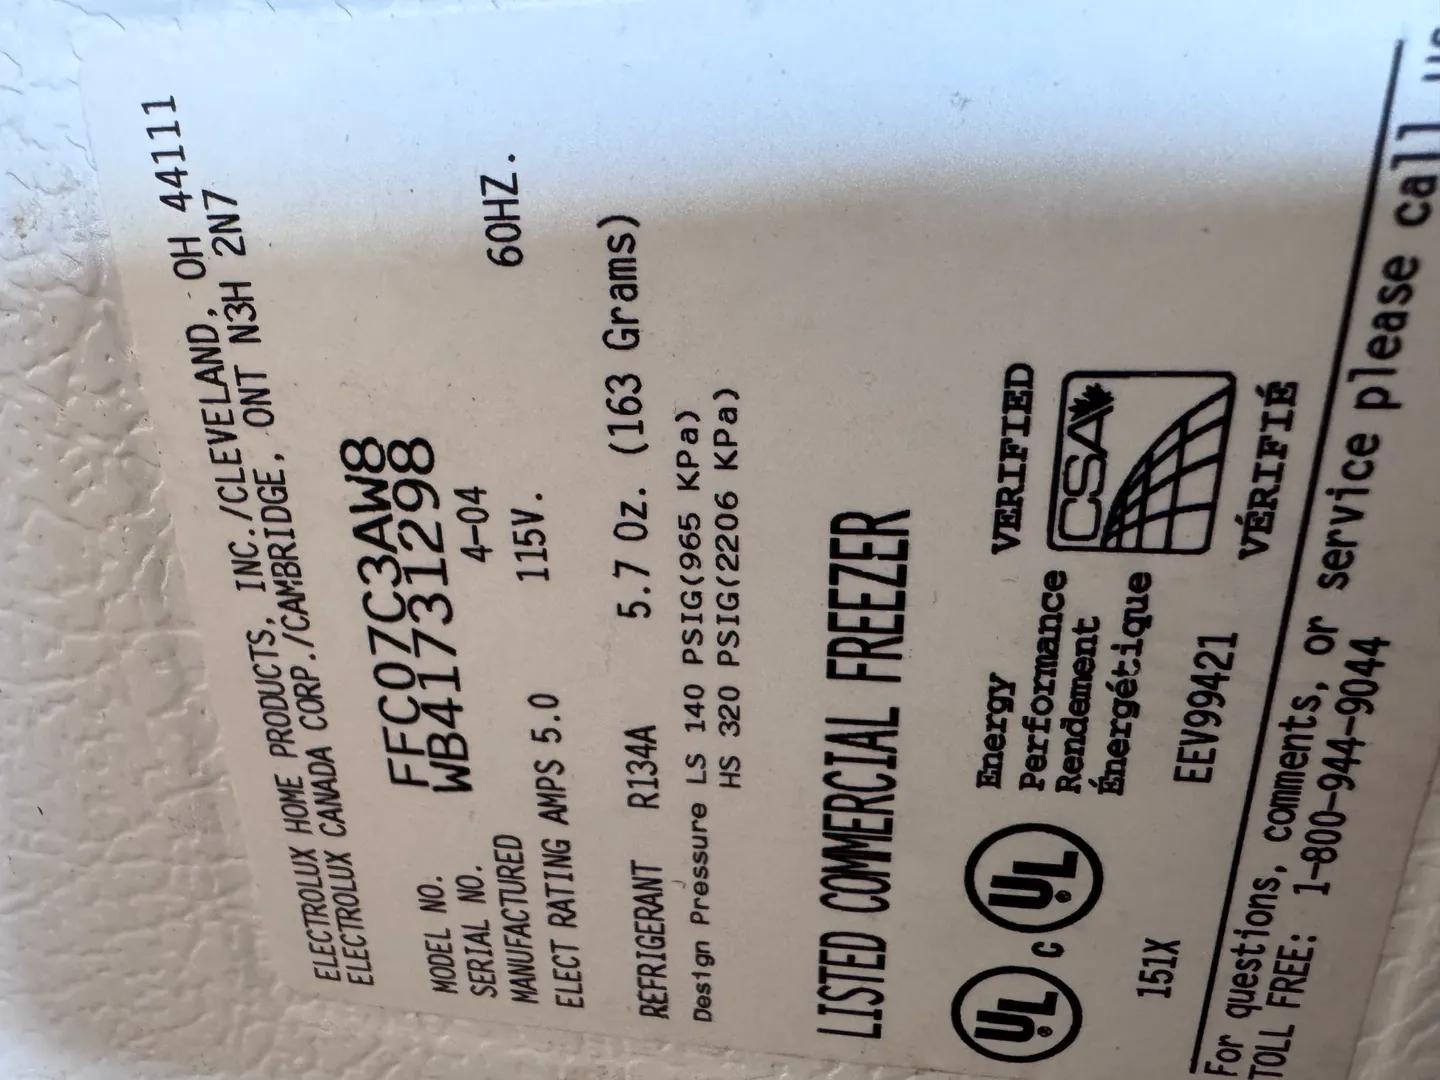 ELECTROLUX HOME PRODUCTS, INC./CLEVELAND, OH 44111
ELECTROLUX CANADA CORP./CAMBRIDGE, ONT N3H 2N7
MODEL NO. FFC07C3AW8
SERIAL NO. WB41731298
MANUFACTURED 4-04
ELECT RATING AMPS 5.0 115V. 60HZ.
REFRIGERANT R134A 5.7 Oz. (163 Grams)
Design Pressure LS 140 PSIG(965 KPa)
HS 320 PSIG(2206 KPa)
LISTED COMMERCIAL FREEZER
UL ® C UL ®
151X
Energy
Performance
Rendement
Énergétique
EEV99421
VERIFIED
CSA
VÉRIFIÉ
For questions, comments, or service please call us
TOLL FREE: 1-800-944-9044